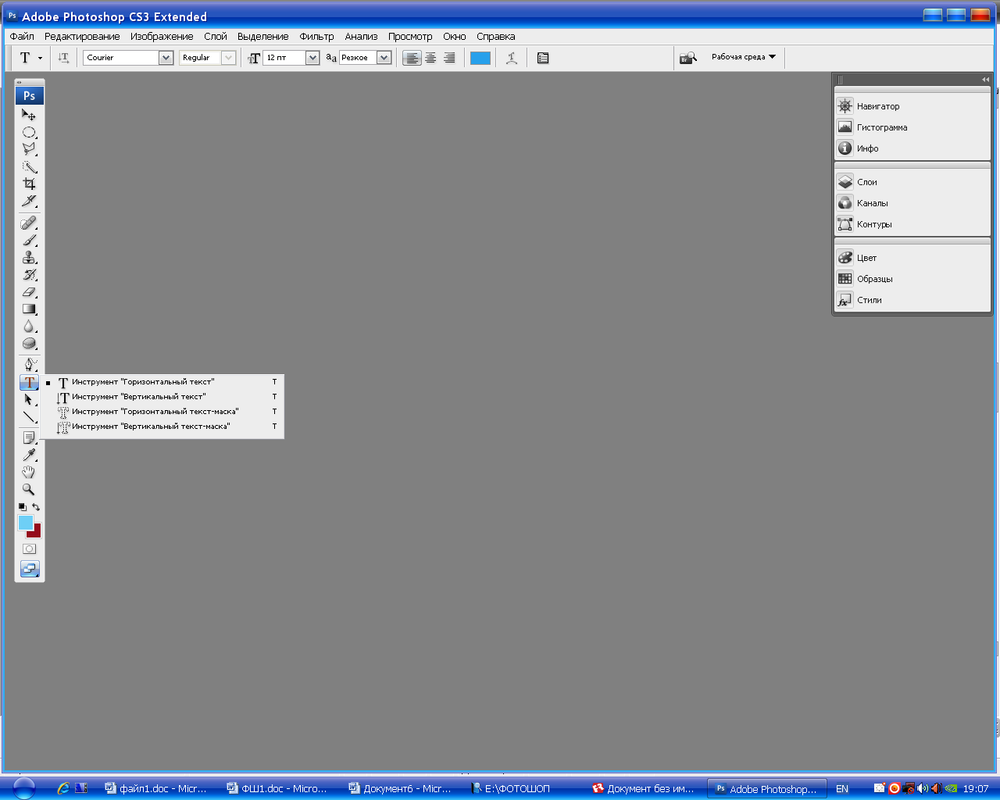 Ps Adobe Photoshop CS3 Extended
Файл Редактирование Изображение Слой Выделение Фильтр Анализ Просмотр Окно Справка
T Courier Regular 12 пт Резкое Рабочая среда
Ps
Навигатор
Гистограмма
Инфо
Слои
Каналы
Контуры
Цвет
Образцы
Стили
Инструмент "Горизонтальный текст" T
Инструмент "Вертикальный текст" T
Инструмент "Горизонтальный текст-маска" T
Инструмент "Вертикальный текст-маска" T
файл1.doc - Micr... ФШ1.doc - Micro... Документ6 - Micr... E:\ФОТОШОП Документ без им... Ps Adobe Photoshop... EN 19:07